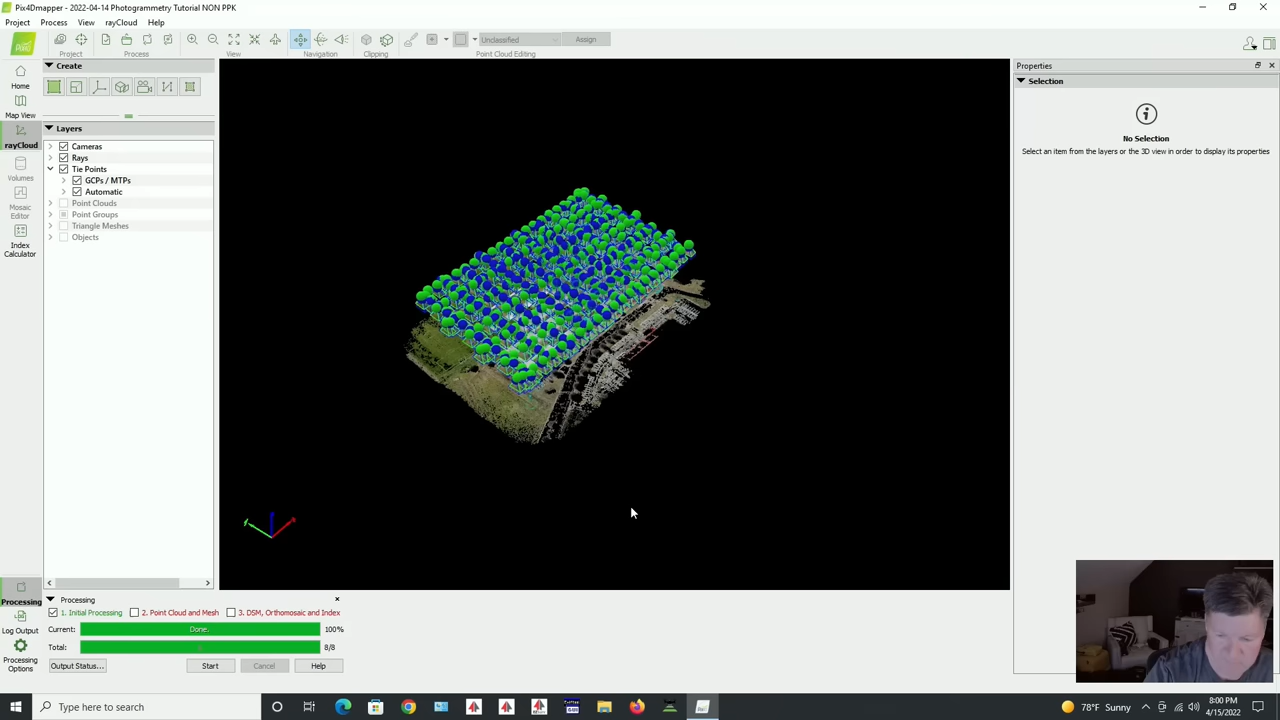 Pix4Dmapper - 2022-04-14 Photogrammetry Tutorial NON PPK
Project Process View rayCloud Help
Unclassified Assign
Project Process View Navigation Clipping Point Cloud Editing
Create
Properties
Selection
No Selection
Select an item from the layers or the 3D view in order to display its properties
Home
Map View
rayCloud
Volumes
Mosaic
Editor
Index
Calculator
Layers
Cameras
Rays
Tie Points
GCPs / MTPs
Automatic
Point Clouds
Point Groups
Triangle Meshes
Objects
Processing
Log Output
Processing
Options
Processing
1. Initial Processing 2. Point Cloud and Mesh 3. DSM, Orthomosaic and Index
Current: Done. 100%
Total: 8/8
Output Status... Start Cancel Help
Type here to search
78°F Sunny
8:00 PM
4/15/2022